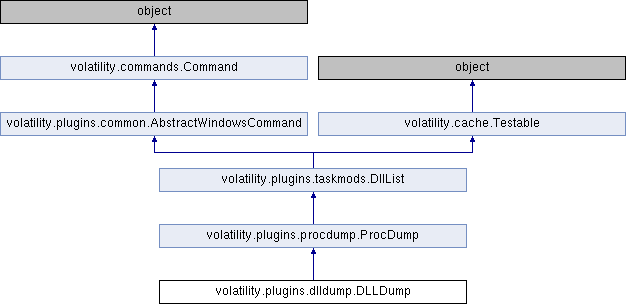 object
volatility.commands.Command
object
volatility.plugins.common.AbstractWindowsCommand
volatility.cache.Testable
volatility.plugins.taskmods.DllList
volatility.plugins.procdump.ProcDump
volatility.plugins.dlldump.DLLDump